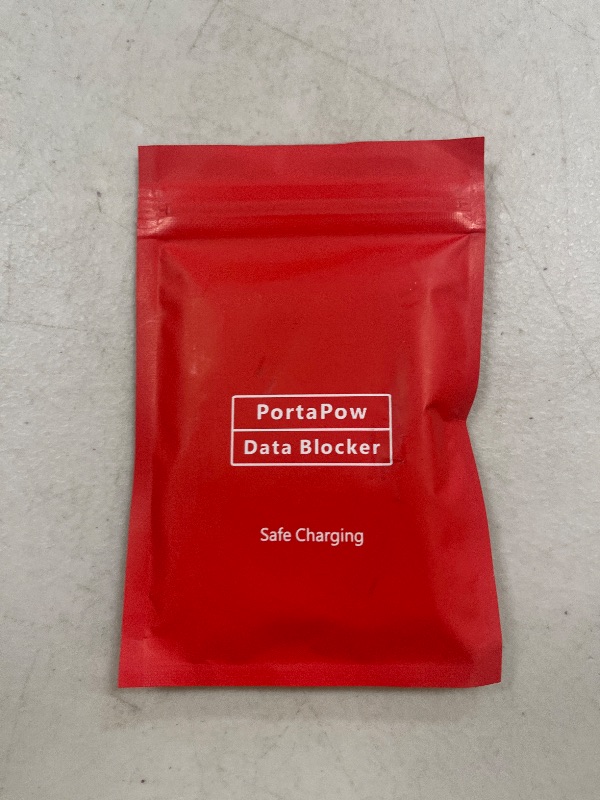 PortaPow
Data Blocker
Safe Charging